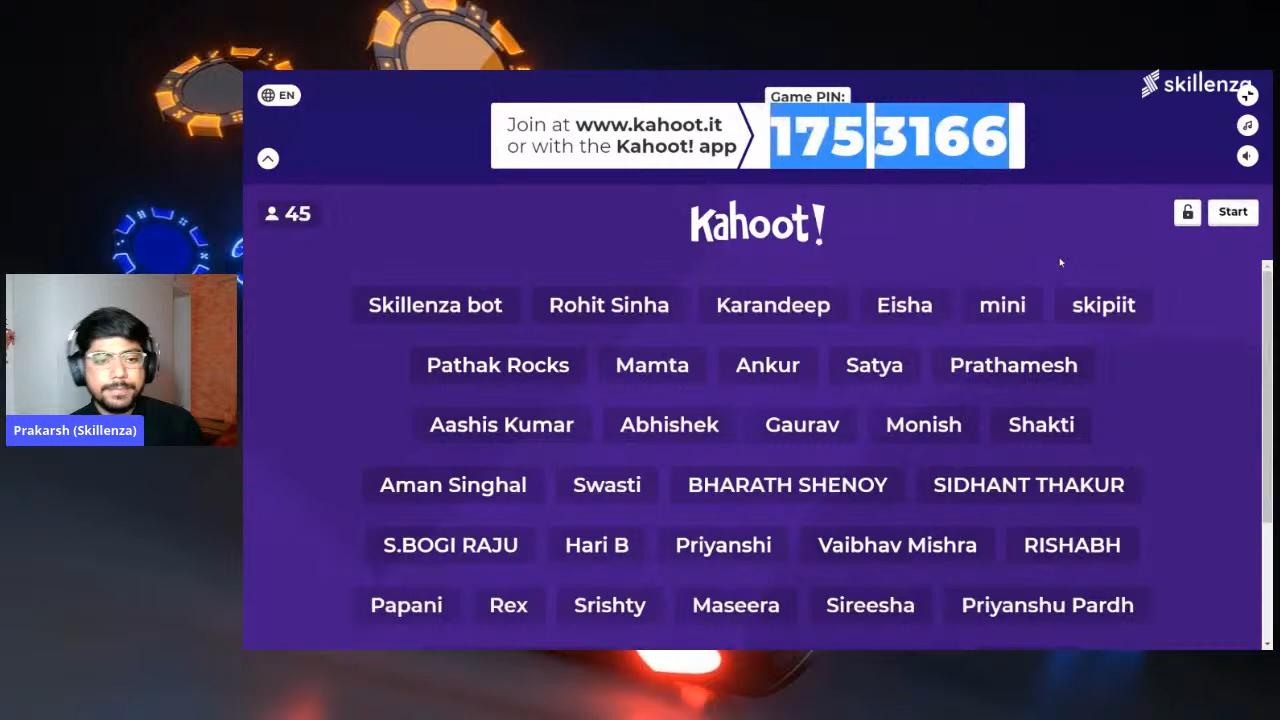 EN
Join at www.kahoot.it
or with the Kahoot! app
Game PIN:
175 3166
skillenza
45
Kahoot!
Start
Skillenza bot Rohit Sinha Karandeep Eisha mini skipiit
Pathak Rocks Mamta Ankur Satya Prathamesh
Aashis Kumar Abhishek Gaurav Monish Shakti
Aman Singhal Swasti BHARATH SHENOY SIDHANT THAKUR
S.BOGI RAJU Hari B Priyanshi Vaibhav Mishra RISHABH
Papani Rex Srishty Maseera Sireesha Priyanshu Pardh
Prakarsh (Skillenza)